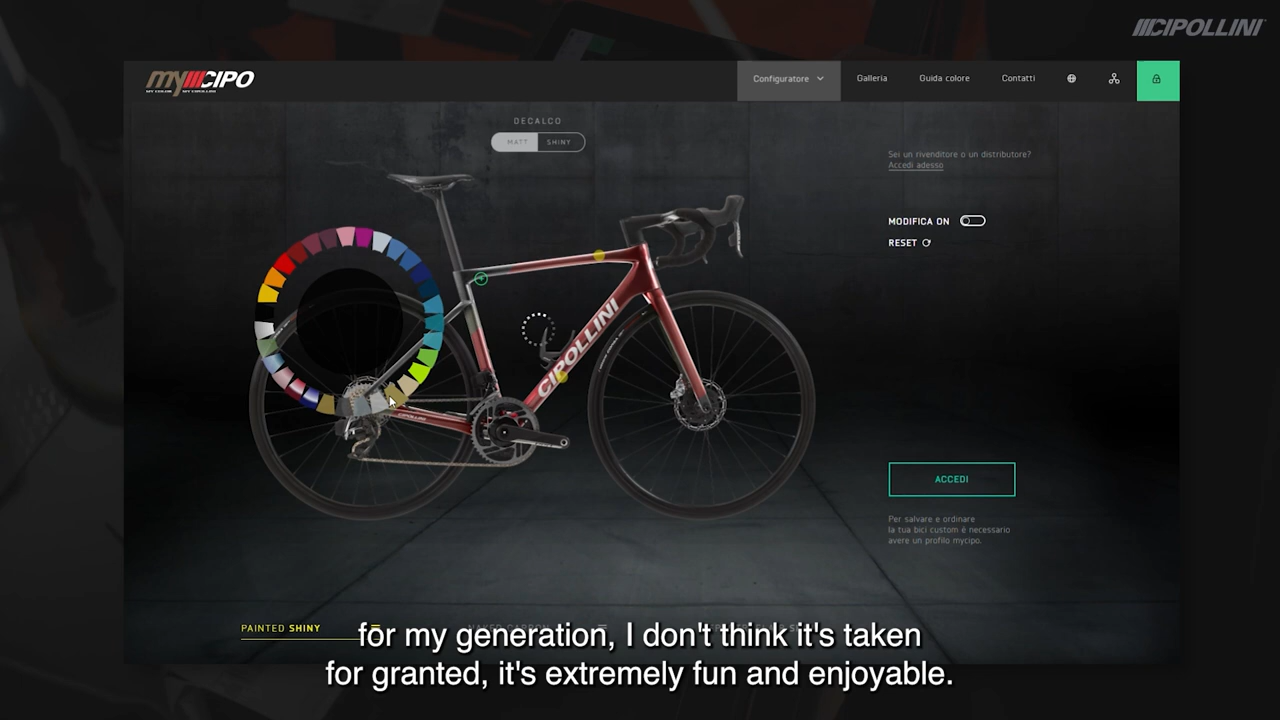 CIPOLLINI
myCIPO
Configuratore
Galleria
Guida colore
Contatti
DECALCO
MATT
SHINY
Sei un rivenditore o un distributore?
Accedi adesso
MODIFICA ON
RESET
CIPOLLINI
CIPOLLINI
ACCEDI
Per salvare e ordinare
la tua bici custom è necessario
avere un profilo mycipo.
PAINTED SHINY
for my generation, I don't think it's taken
for granted, it's extremely fun and enjoyable.